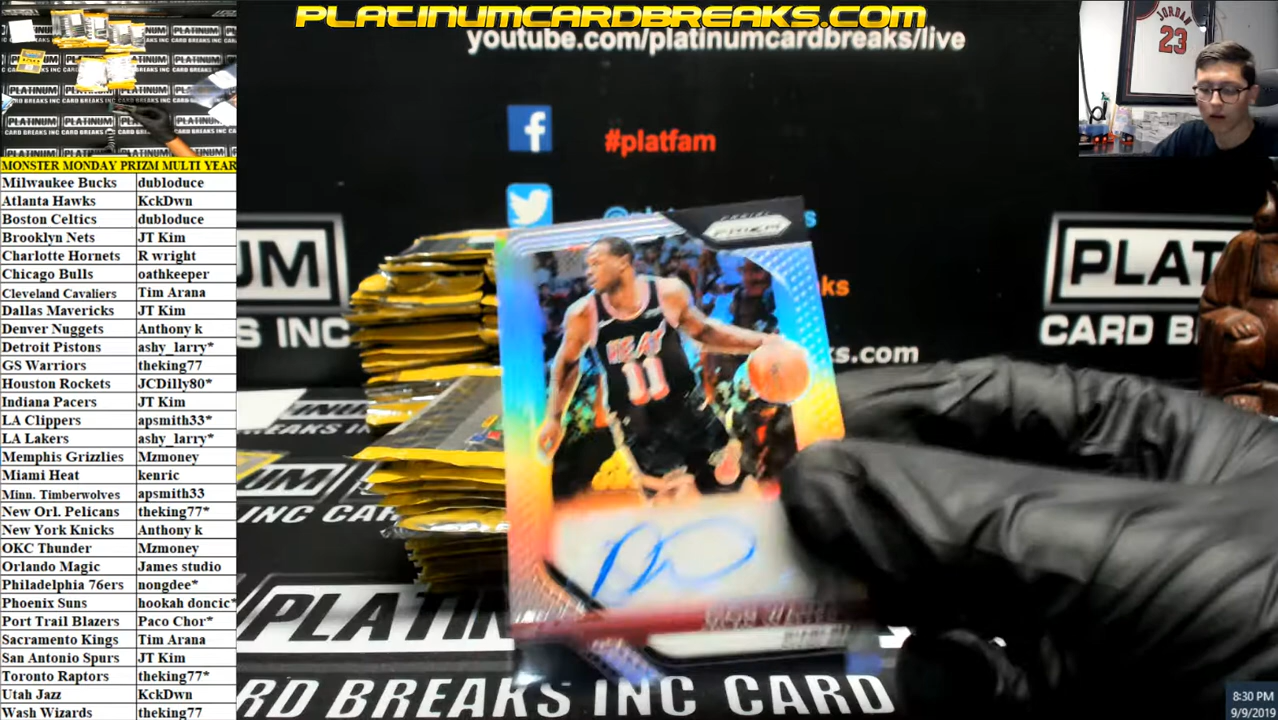 PLATINUMCARDBREAKS.COM
youtube.com/platinumcardbreaks/live
JORDAN
23
#platfam
MONSTER MONDAY PRIZM MULTI YEAR
Milwaukee Bucks dubloduce
Atlanta Hawks KckDwn
Boston Celtics dubloduce
Brooklyn Nets JT Kim
Charlotte Hornets R wright
Chicago Bulls oathkeeper
Cleveland Cavaliers Tim Arana
Dallas Mavericks JT Kim
Denver Nuggets Anthony k
Detroit Pistons ashy_larry*
GS Warriors theking77
Houston Rockets JCDilly80*
Indiana Pacers JT Kim
LA Clippers apsmith33*
LA Lakers ashy_larry*
Memphis Grizzlies Mzmoney
Miami Heat kenric
Minn. Timberwolves apsmith33
New Orl. Pelicans theking77*
New York Knicks Anthony k
OKC Thunder Mzmoney
Orlando Magic James studio
Philadelphia 76ers nongdee*
Phoenix Suns hookah doncic*
Port Trail Blazers Paco Chor*
Sacramento Kings Tim Arana
San Antonio Spurs JT Kim
Toronto Raptors theking77*
Utah Jazz KckDwn
Wash Wizards theking77
PRIZM
HEAT
11
PLATINUM
CARD BREAKS INC
CARD BREAKS INC CARD
8:30 PM
9/9/2019